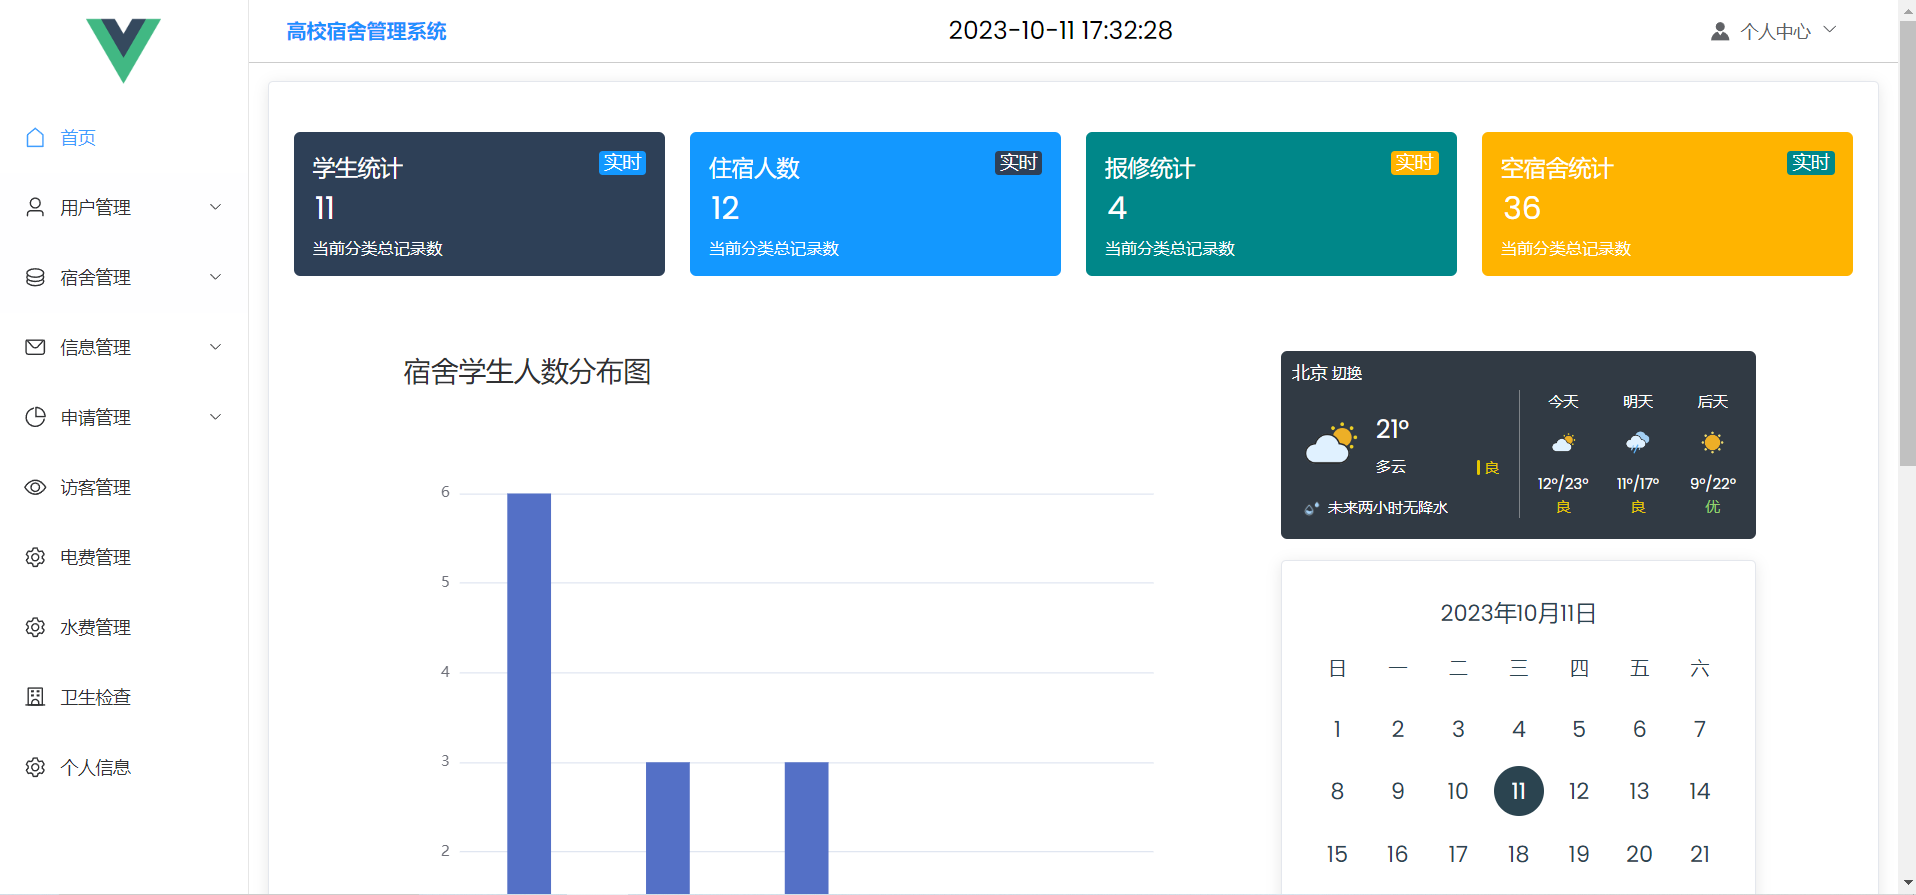 高校宿舍管理系统
2023-10-11 17:32:28
个人中心
首页
用户管理
宿舍管理
信息管理
申请管理
访客管理
电费管理
水费管理
卫生检查
个人信息
学生统计
实时
11
当前分类总记录数
住宿人数
实时
12
当前分类总记录数
报修统计
实时
4
当前分类总记录数
空宿舍统计
实时
36
当前分类总记录数
宿舍学生人数分布图
6
5
4
3
2
北京 切换
21°
多云
良
未来两小时无降水
今天 明天 后天
12°/23° 11°/17° 9°/22°
良 良 优
2023年10月11日
日 一 二 三 四 五 六
1 2 3 4 5 6 7
8 9 10 11 12 13 14
15 16 17 18 19 20 21